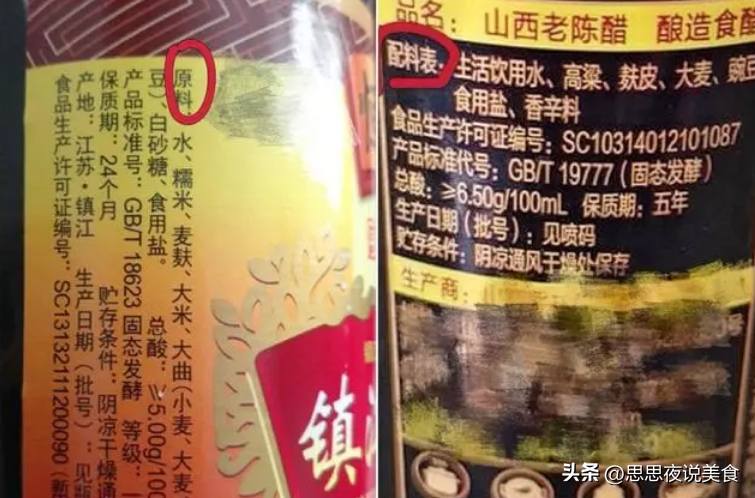 原料：水、糯米、麦麸、大米、大曲（小麦、大麦
豆）、白砂糖、食用盐。 总酸：≥5.00g/100
产品标准号：GB/T 18623 固态发酵 等级：
保质期：24个月 贮存条件：阴凉干燥通
产地：江苏·镇江 生产日期（批号）：见瓶
食品生产许可证编号：SC13132111200090（新
镇
品名：山西老陈醋 酿造食醋
配料表：生活饮用水、高粱、麸皮、大麦、豌豆
食用盐、香辛料
食品生产许可证编号：SC10314012101087
产品标准代号：GB/T 19777（固态发酵）
总酸：≥6.50g/100mL 保质期：五年
生产日期（批号）：见喷码
贮存条件：阴凉通风干燥处保存
生产商：
头条 @思思夜说美食